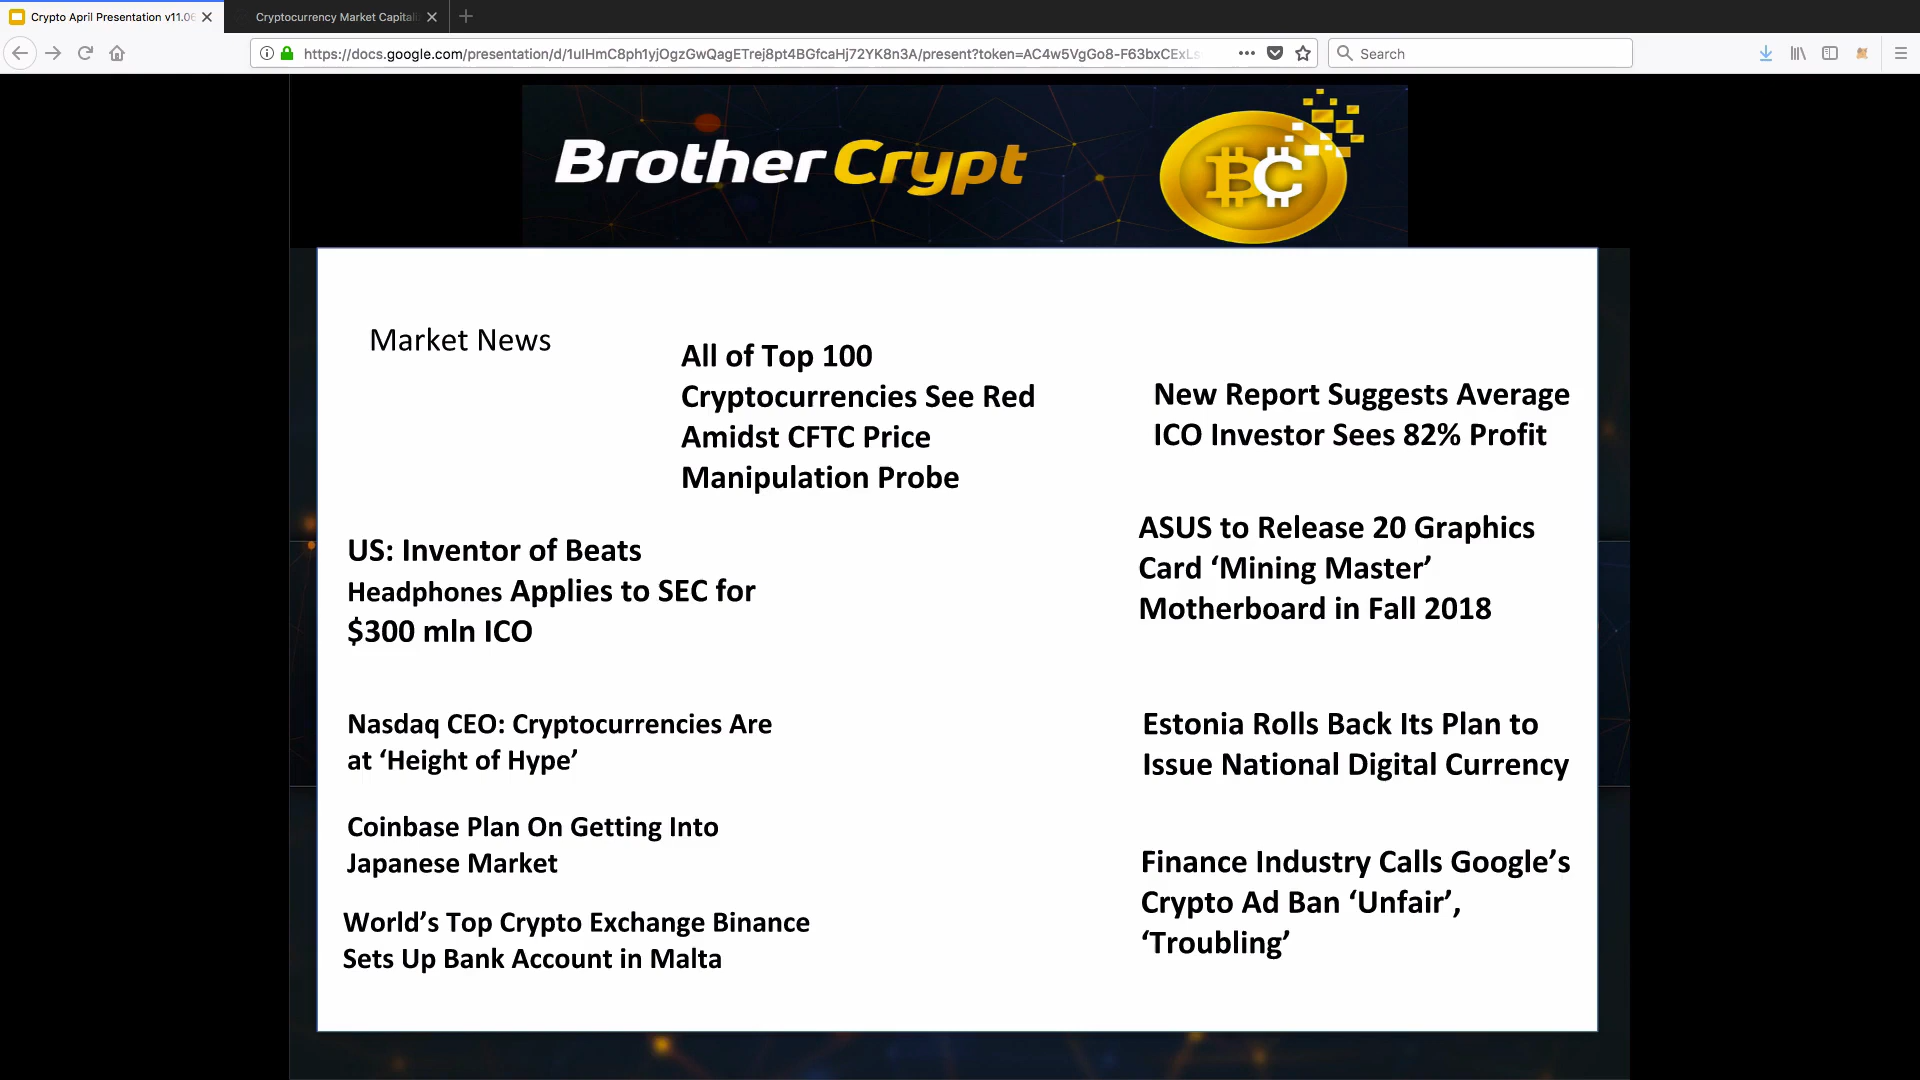 Crypto April Presentation v11.06
Cryptocurrency Market Capitali
https://docs.google.com/presentation/d/1uIHmC8ph1yjOgzGwQagETrej8pt4BGfcaHj72YK8n3A/present?token=AC4w5VgGo8-F63bxCExLs
Search
BrotherCrypt
BC
Market News
All of Top 100
Cryptocurrencies See Red
Amidst CFTC Price
Manipulation Probe
US: Inventor of Beats
Headphones Applies to SEC for
$300 mln ICO
Nasdaq CEO: Cryptocurrencies Are
at ‘Height of Hype’
Coinbase Plan On Getting Into
Japanese Market
World’s Top Crypto Exchange Binance
Sets Up Bank Account in Malta
New Report Suggests Average
ICO Investor Sees 82% Profit
ASUS to Release 20 Graphics
Card ‘Mining Master’
Motherboard in Fall 2018
Estonia Rolls Back Its Plan to
Issue National Digital Currency
Finance Industry Calls Google’s
Crypto Ad Ban ‘Unfair’,
‘Troubling’